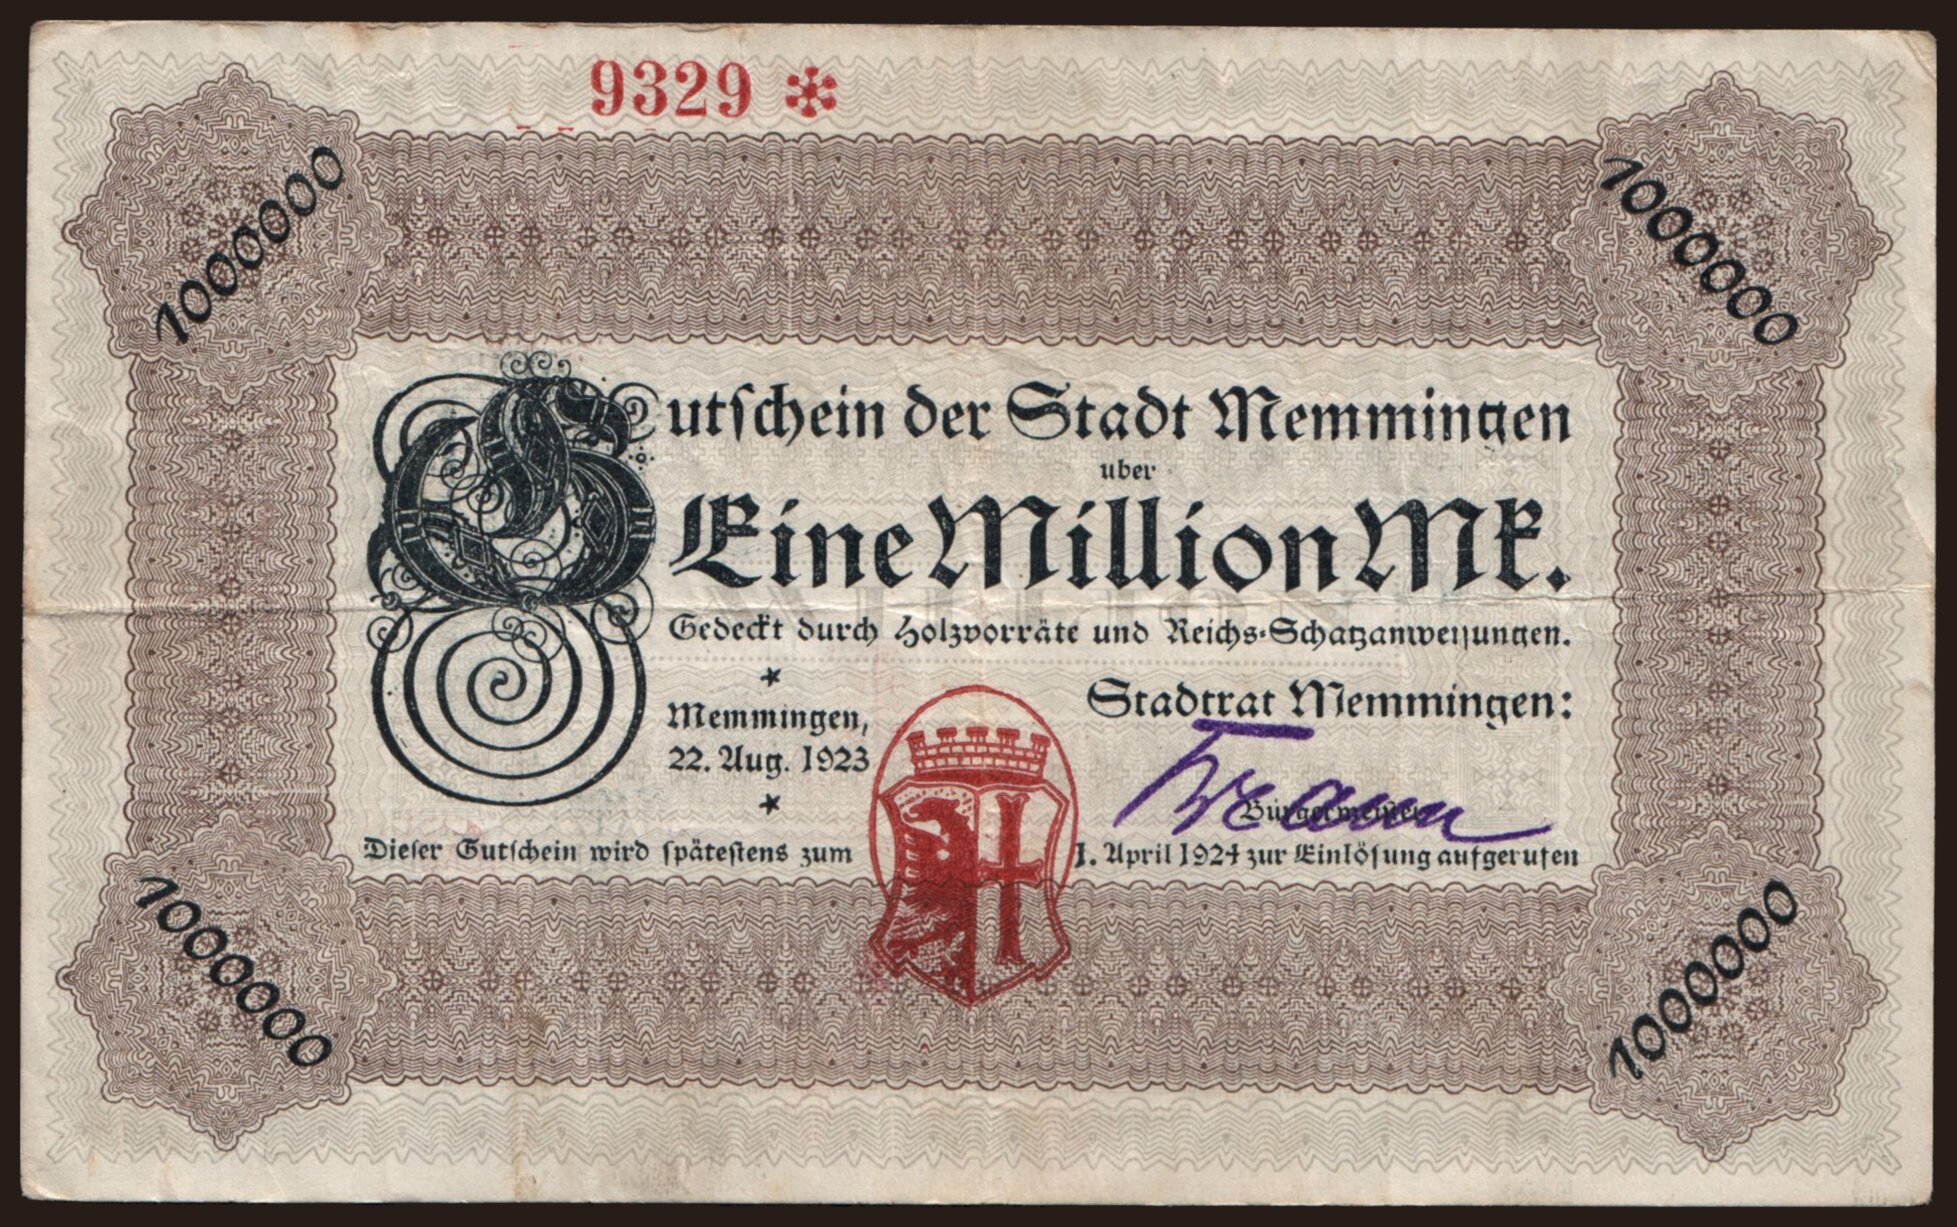 9329 *
1000000
1000000
Gutschein der Stadt Memmingen
über
Eine Million Mk.
Gedeckt durch Holzvorräte und Reichs-Schatzanweisungen.
Memmingen,
22. Aug. 1923
Stadtrat Memmingen:
Bürgermeister
Dieser Gutschein wird spätestens zum 1. April 1924 zur Einlösung aufgerufen
1000000
1000000